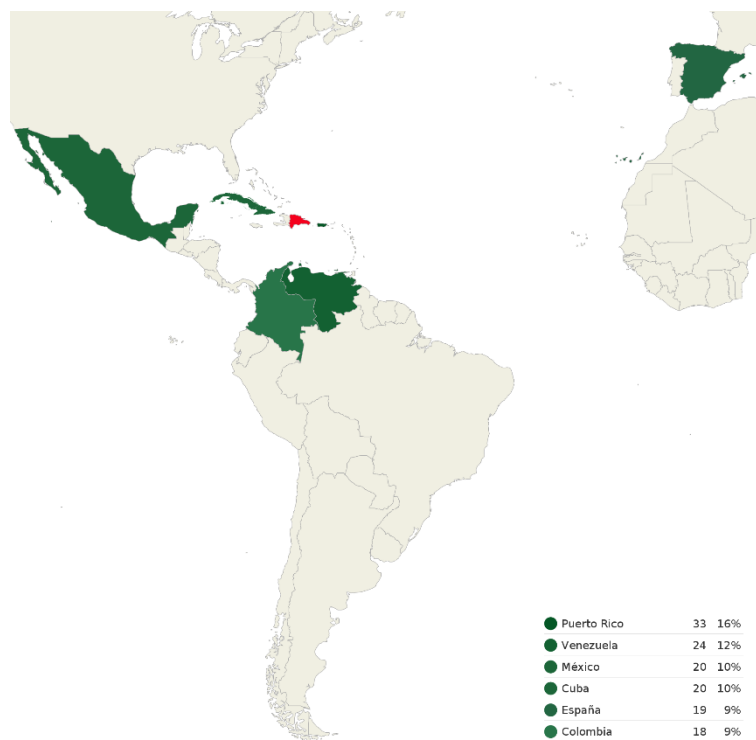 Puerto Rico 33 16%
Venezuela 24 12%
México 20 10%
Cuba 20 10%
España 19 9%
Colombia 18 9%